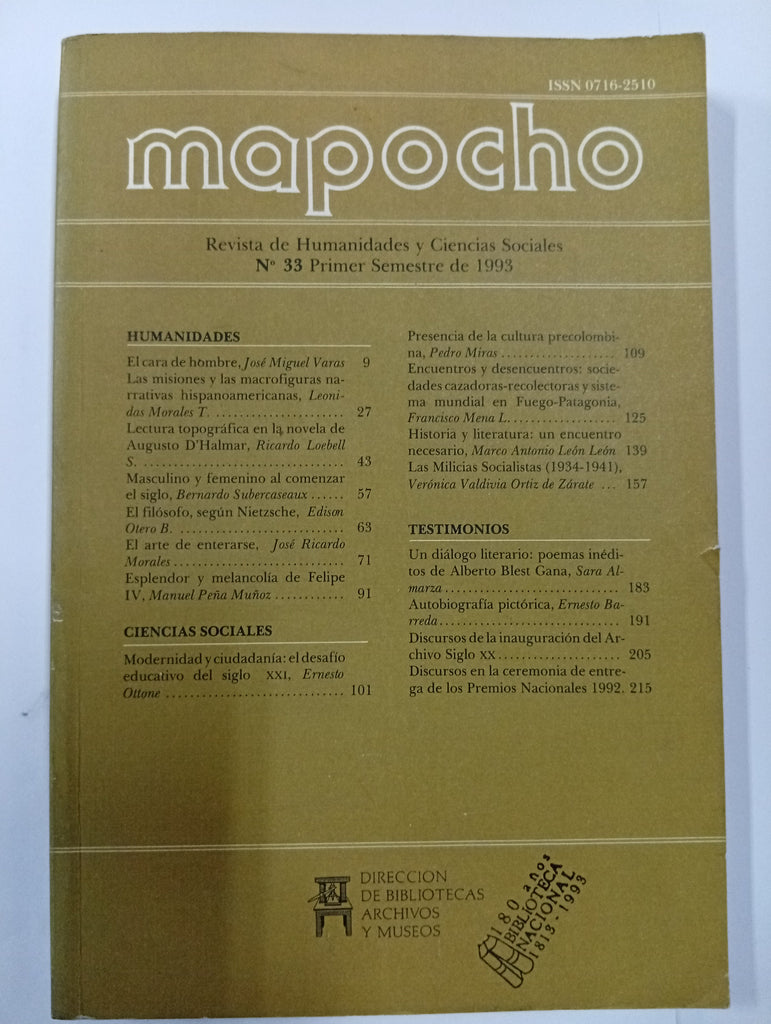 ISSN 0716-2510
mapocho
Revista de Humanidades y Ciencias Sociales
Nº 33 Primer Semestre de 1993
HUMANIDADES
El cara de hombre, José Miguel Varas 9
Las misiones y las macrofiguras na-
rrativas hispanoamericanas, Leoni-
das Morales T. ...................... 27
Lectura topográfica en la novela de
Augusto D'Halmar, Ricardo Loebell
S. .................................. 43
Masculino y femenino al comenzar
el siglo, Bernardo Subercaseaux ...... 57
El filósofo, según Nietzsche, Edison
Otero B. ............................ 63
El arte de enterarse, José Ricardo
Morales ............................. 71
Esplendor y melancolía de Felipe
IV, Manuel Peña Muñoz ............ 91
CIENCIAS SOCIALES
Modernidad y ciudadanía: el desafío
educativo del siglo XXI, Ernesto
Ottone .............................. 101
Presencia de la cultura precolombi-
na, Pedro Miras .................... 109
Encuentros y desencuentros: socie-
dades cazadoras-recolectoras y siste-
ma mundial en Fuego-Patagonia,
Francisco Mena L. ................... 125
Historia y literatura: un encuentro
necesario, Marco Antonio León León 139
Las Milicias Socialistas (1934-1941),
Verónica Valdivia Ortiz de Zárate ... 157
TESTIMONIOS
Un diálogo literario: poemas inédi-
tos de Alberto Blest Gana, Sara Al-
marza ............................... 183
Autobiografía pictórica, Ernesto Ba-
rreda ................................ 191
Discursos de la inauguración del Ar-
chivo Siglo XX ...................... 205
Discursos en la ceremonia de entre-
ga de los Premios Nacionales 1992. 215
DIRECCION
DE BIBLIOTECAS
ARCHIVOS
Y MUSEOS
180 años
BIBLIOTECA
NACIONAL
1813-1993